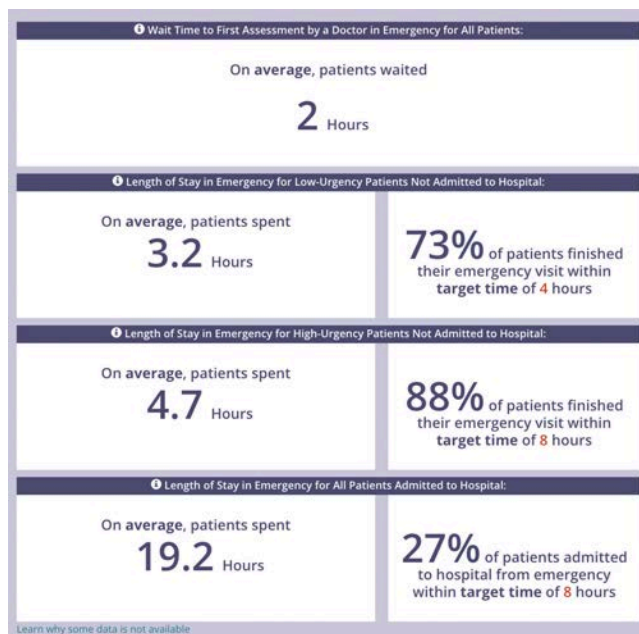 Wait Time to First Assessment by a Doctor in Emergency for All Patients:
On average, patients waited
2 Hours
Length of Stay in Emergency for Low-Urgency Patients Not Admitted to Hospital:
On average, patients spent
3.2 Hours
73% of patients finished
their emergency visit within
target time of 4 hours
Length of Stay in Emergency for High-Urgency Patients Not Admitted to Hospital:
On average, patients spent
4.7 Hours
88% of patients finished
their emergency visit within
target time of 8 hours
Length of Stay in Emergency for All Patients Admitted to Hospital:
On average, patients spent
19.2 Hours
27% of patients admitted
to hospital from emergency
within target time of 8 hours
Learn why some data is not available